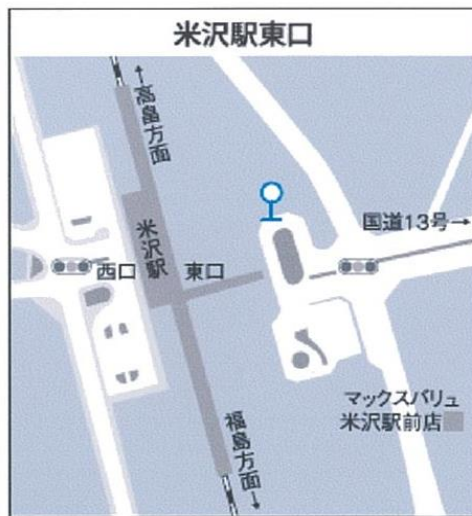 米沢駅東口
←高畠方面
国道13号→
米沢駅
西口
東口
マックスバリュ
米沢駅前店
福島方面→